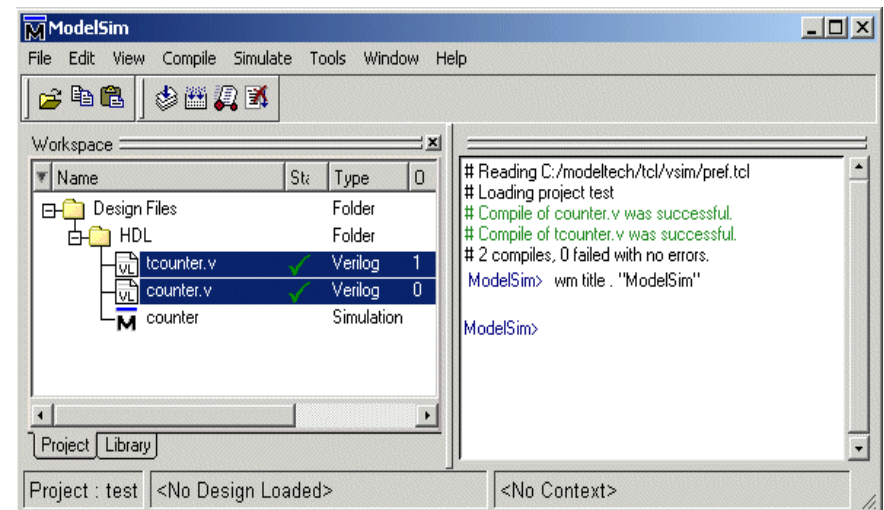 ModelSim
File Edit View Compile Simulate Tools Window Help
Workspace
Name Sta Type O
Design Files Folder
HDL Folder
VL tcounter.v Verilog 1
VL counter.v Verilog 0
M counter Simulation
Project Library
# Reading C:/modeltech/tcl/vsim/pref.tcl
# Loading project test
# Compile of counter.v was successful.
# Compile of tcounter.v was successful.
# 2 compiles, 0 failed with no errors.
ModelSim> wm title . "ModelSim"
ModelSim>
Project : test <No Design Loaded> <No Context>